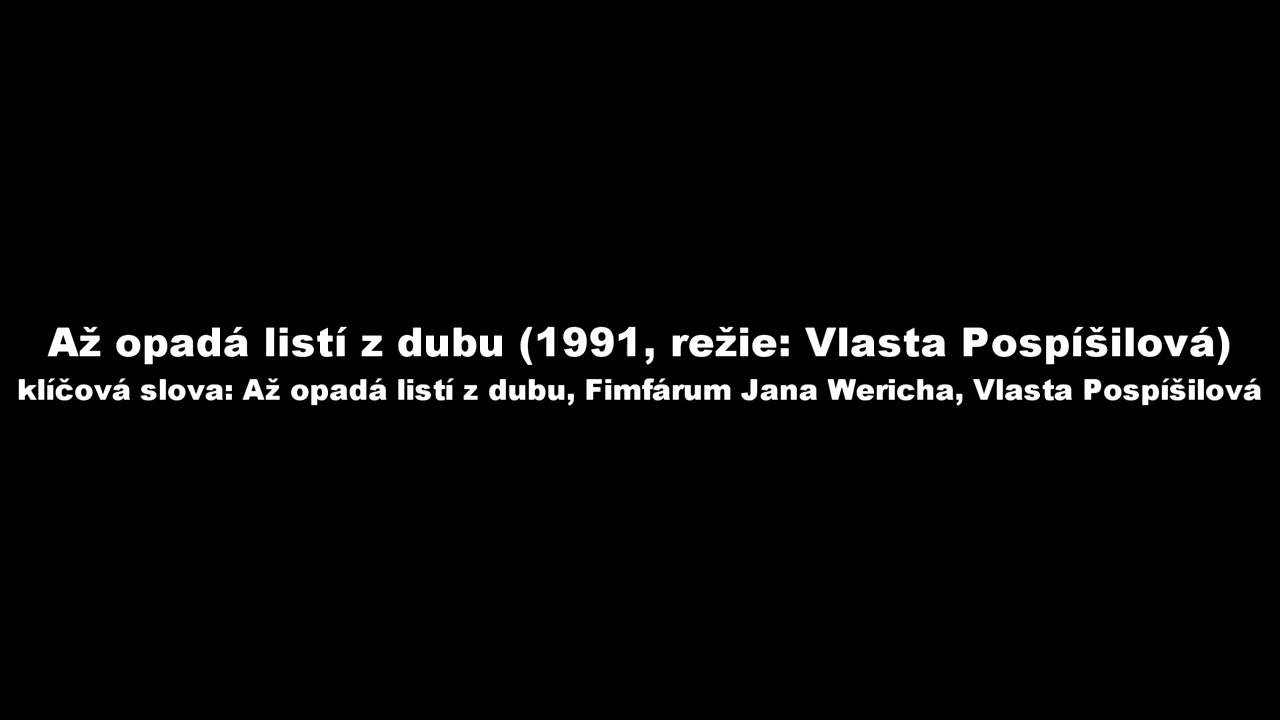 Až opadá listí z dubu (1991, režie: Vlasta Pospíšilová)
klíčová slova: Až opadá listí z dubu, Fimfárum Jana Wericha, Vlasta Pospíšilová